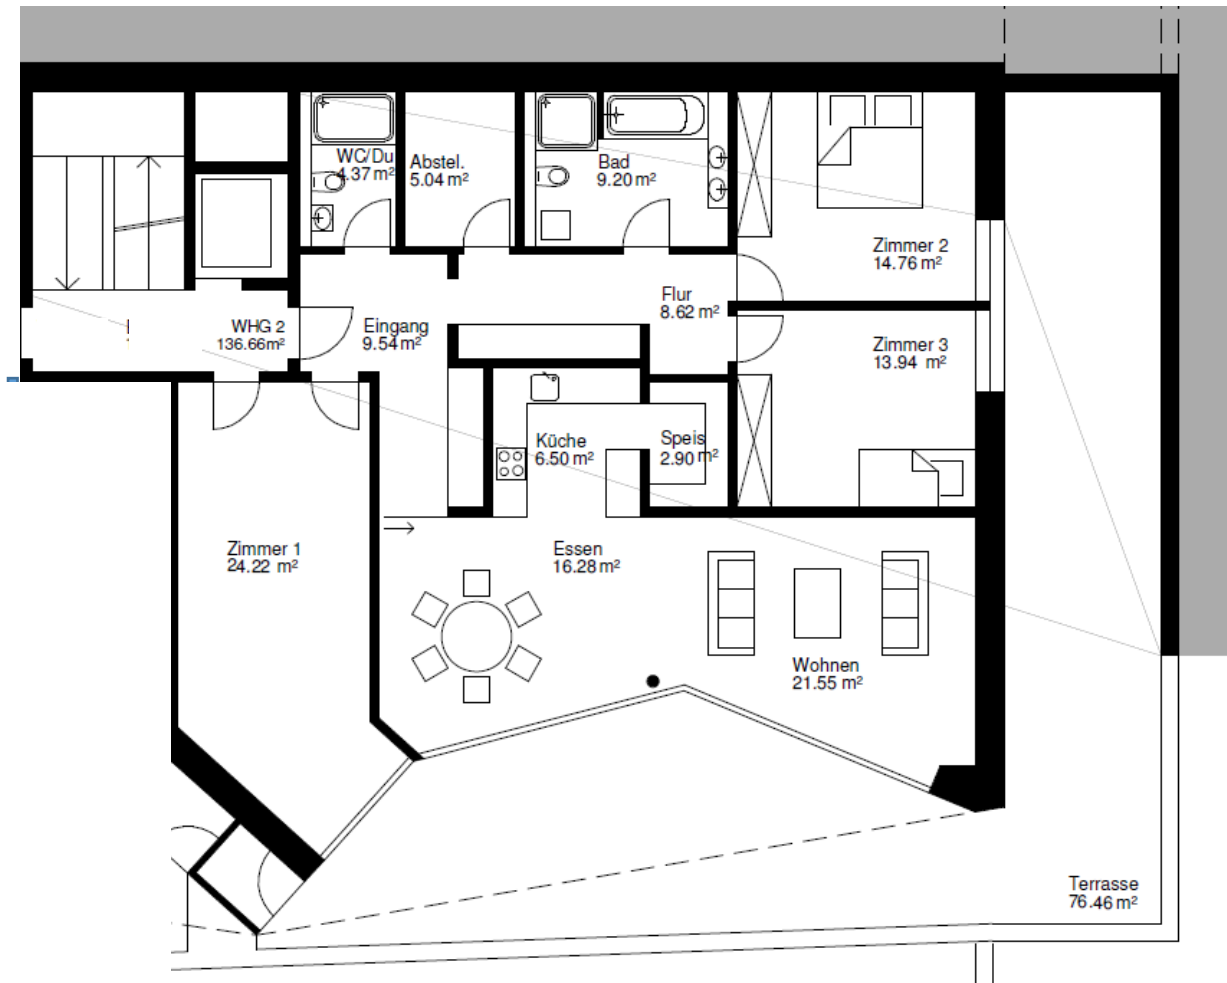 WC/Du
4.37 m²
Abstel.
5.04 m²
Bad
9.20 m²
Zimmer 2
14.76 m²
Flur
8.62 m²
WHG 2
136.66m²
Eingang
9.54 m²
Zimmer 3
13.94 m²
Küche
6.50 m²
Speis
2.90 m²
Zimmer 1
24.22 m²
Essen
16.28 m²
Wohnen
21.55 m²
Terrasse
76.46 m²